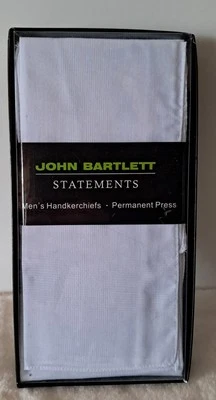 JOHN BARTLETT
STATEMENTS
Men's Handkerchiefs · Permanent Press